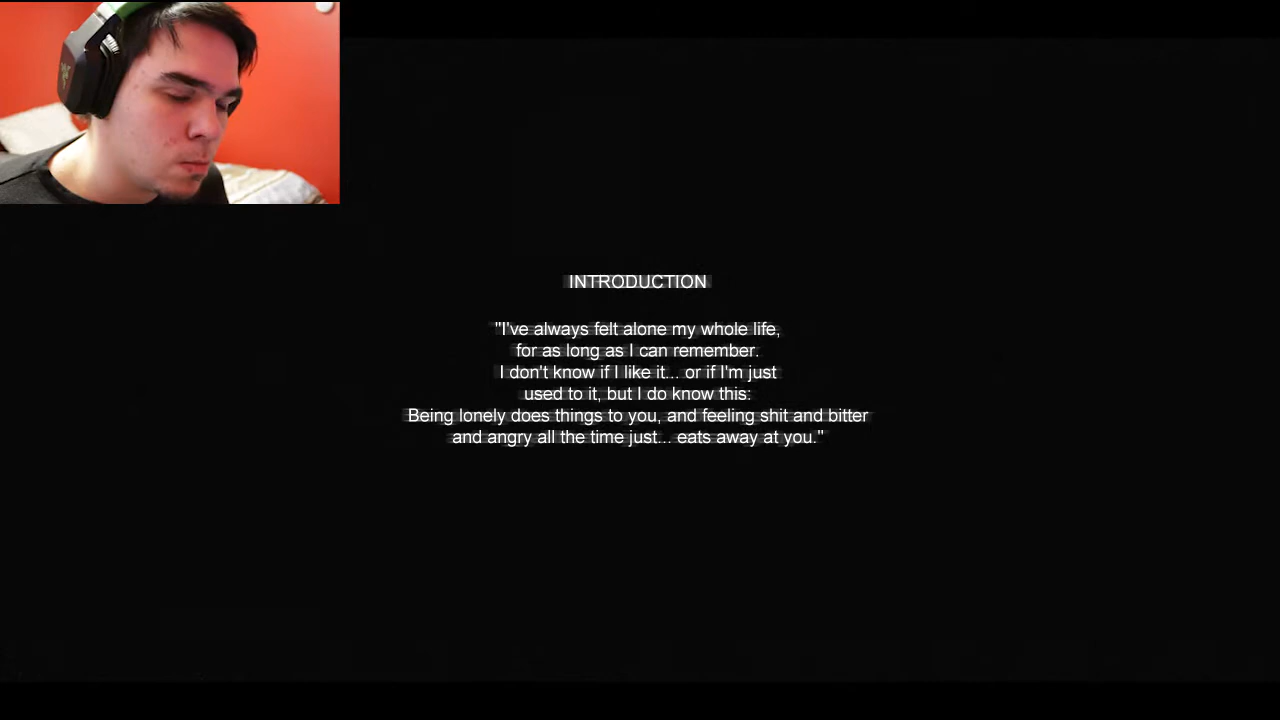 INTRODUCTION
"I've always felt alone my whole life,
for as long as I can remember.
I don't know if I like it... or if I'm just
used to it, but I do know this:
Being lonely does things to you, and feeling shit and bitter
and angry all the time just... eats away at you."